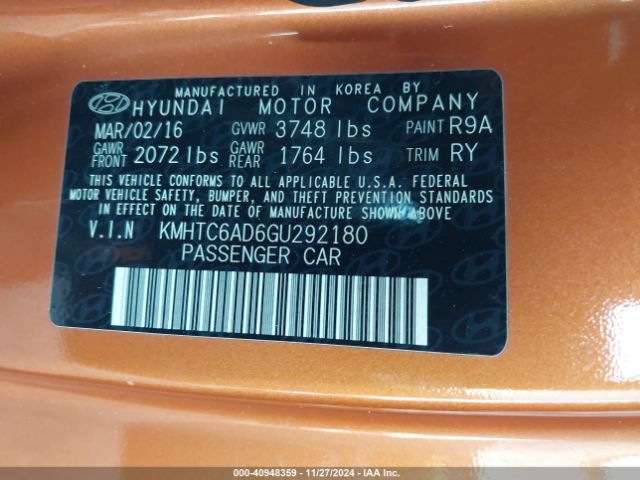 MANUFACTURED IN KOREA BY
HYUNDAI MOTOR COMPANY
MAR/02/16 GVWR 3748 lbs PAINT R9A
GAWR FRONT 2072 lbs GAWR REAR 1764 lbs TRIM RY
THIS VEHICLE CONFORMS TO ALL APPLICABLE U.S.A. FEDERAL
MOTOR VEHICLE SAFETY, BUMPER, AND THEFT PREVENTION STANDARDS
IN EFFECT ON THE DATE OF MANUFACTURE SHOWN ABOVE
V.I.N KMHTC6AD6GU292180
PASSENGER CAR
000-40948359 | 11/27/2024 - IAA Inc.